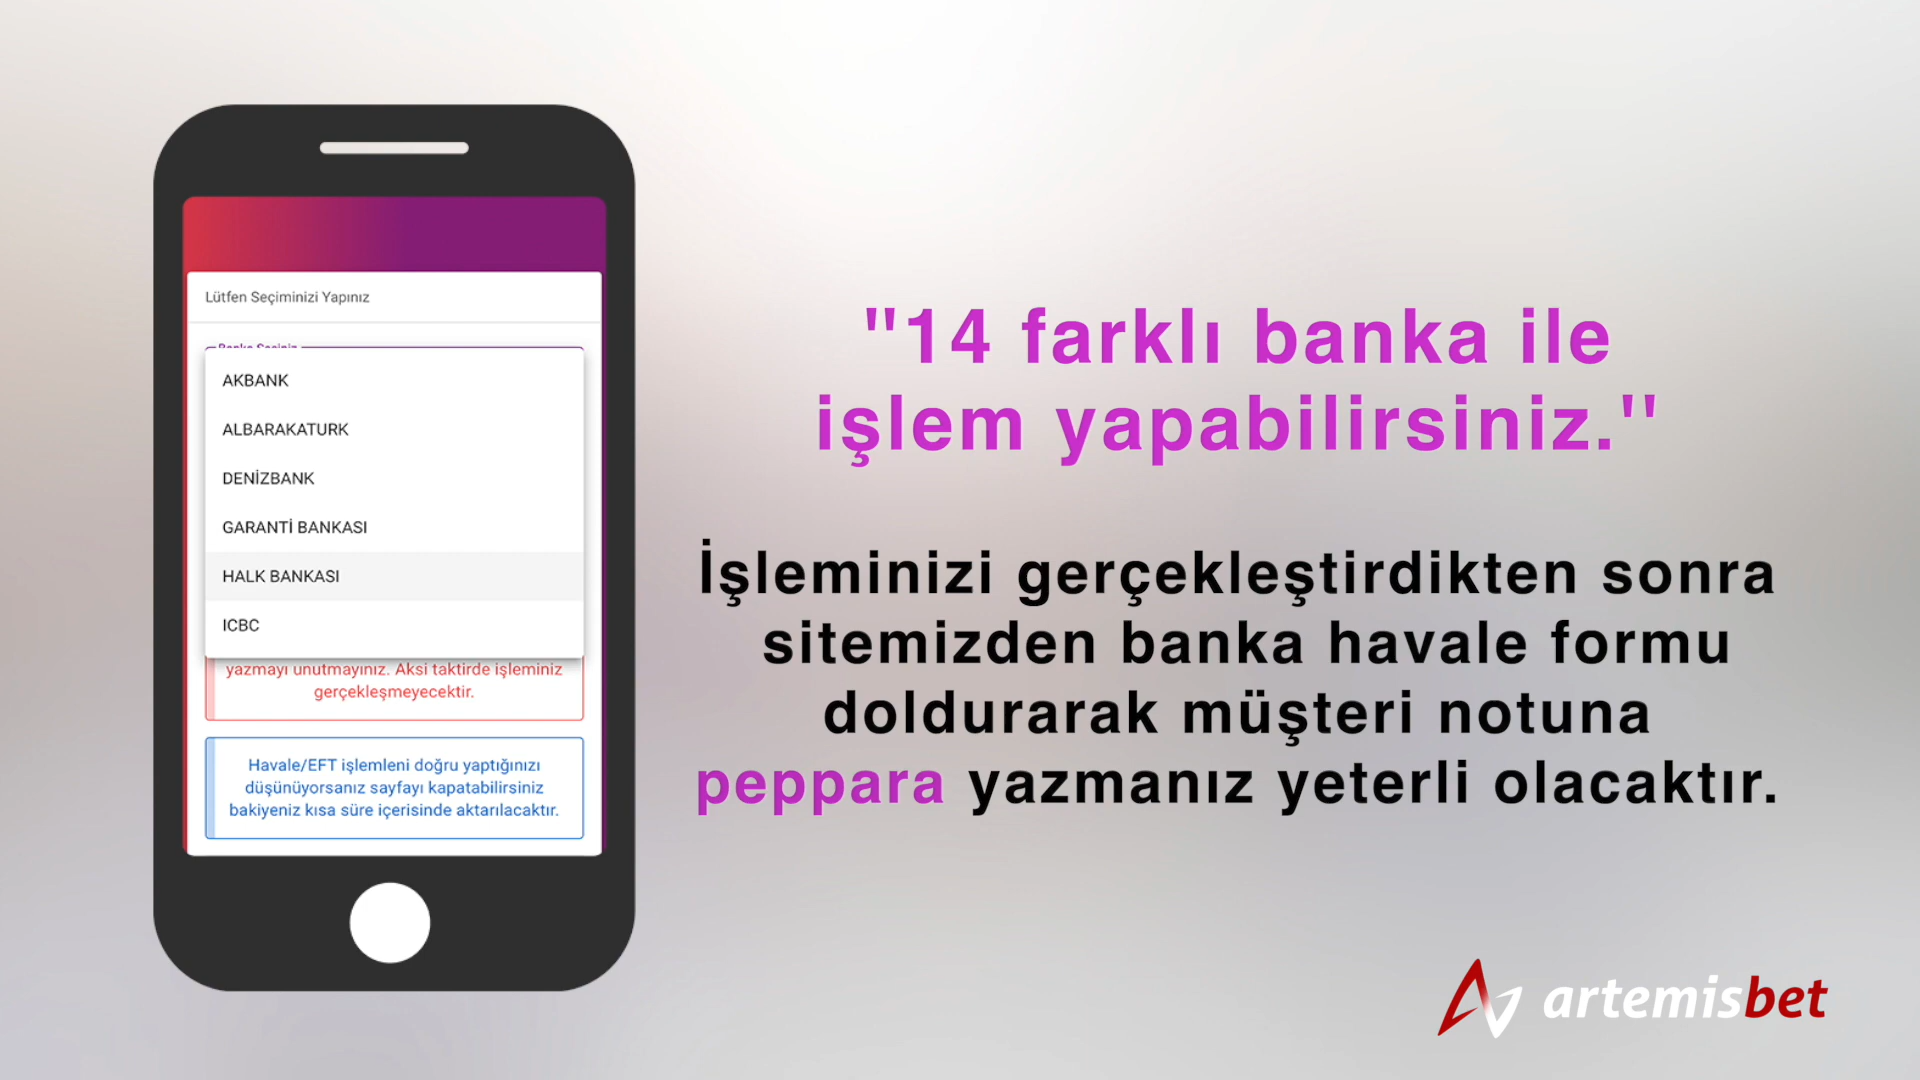 Lütfen Seçiminizi Yapınız
Banka Seçiniz
AKBANK
ALBARAKATURK
DENİZBANK
GARANTİ BANKASI
HALK BANKASI
ICBC
yazmayı unutmayınız. Aksi taktirde işleminiz
gerçekleşmeyecektir.
Havale/EFT işlemleni doğru yaptığınızı
düşünüyorsanız sayfayı kapatabilirsiniz
bakiyeniz kısa süre içerisinde aktarılacaktır.
"14 farklı banka ile
işlem yapabilirsiniz.''
İşleminizi gerçekleştirdikten sonra
sitemizden banka havale formu
doldurarak müşteri notuna
peppara yazmanız yeterli olacaktır.
artemisbet